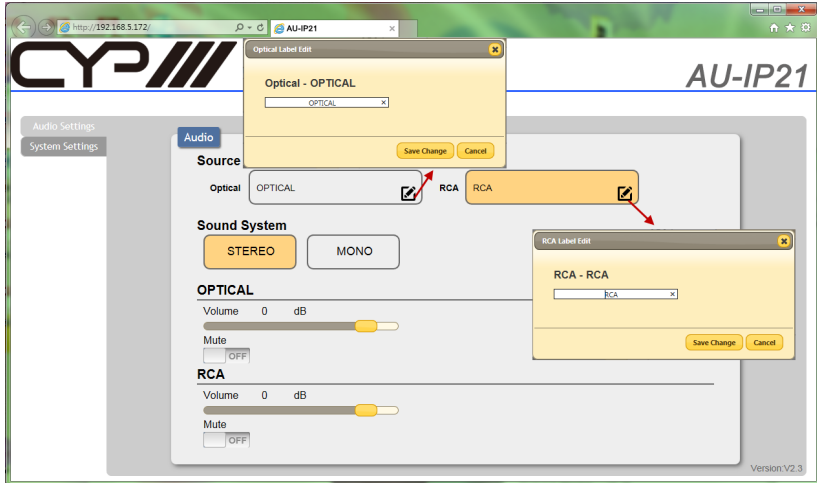 http://192.168.5.172/
AU-IP21
CYP
AU-IP21
Optical Label Edit
Optical - OPTICAL
OPTICAL
Save Change
Cancel
Audio Settings
System Settings
Audio
Source
Optical
OPTICAL
RCA
RCA
Sound System
STEREO
MONO
RCA Label Edit
RCA - RCA
RCA
Save Change
Cancel
OPTICAL
Volume 0 dB
Mute
OFF
RCA
Volume 0 dB
Mute
OFF
Version:V2.3